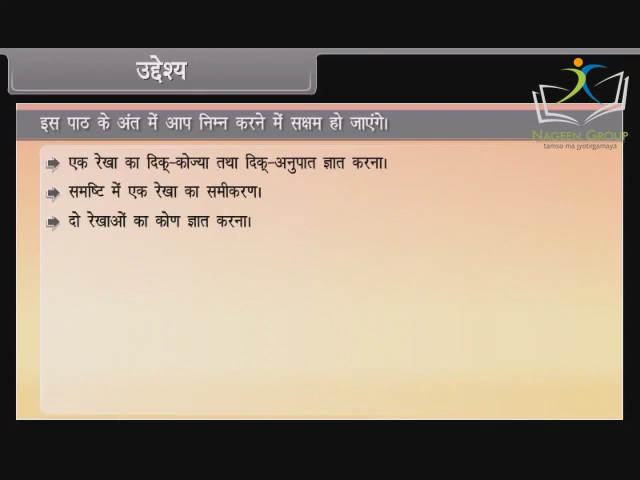 उद्देश्य
NAGEEN GROUP
tamso ma jyotirgamaya
इस पाठ के अंत में आप निम्न करने में सक्षम हो जाएंगे।
एक रेखा का दिक्-कोज्या तथा दिक्-अनुपात ज्ञात करना।
समष्टि में एक रेखा का समीकरण।
दो रेखाओं का कोण ज्ञात करना।